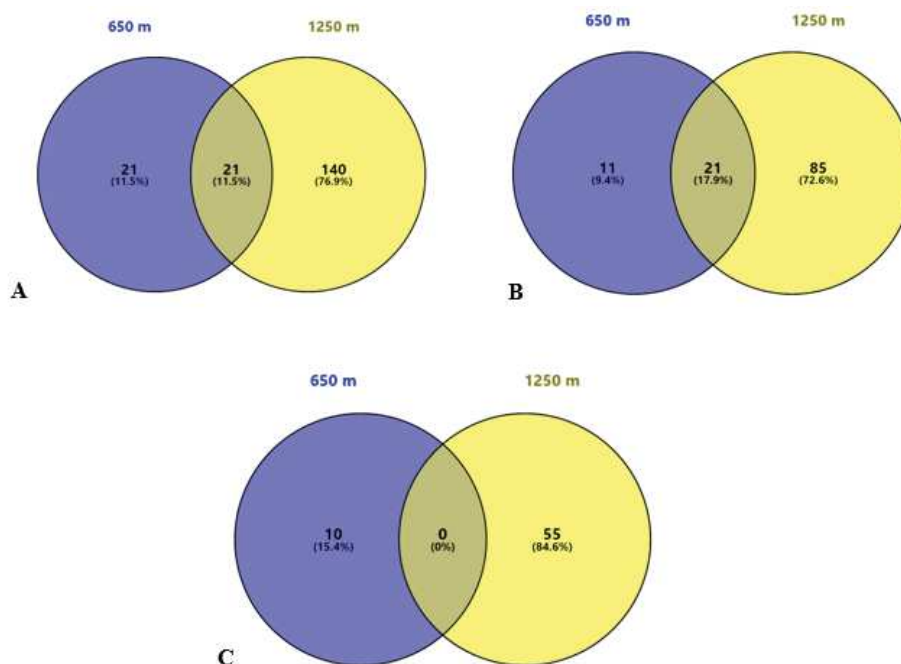 650 m 1250 m
21 21 140
(11.5%) (11.5%) (76.9%)
A
650 m 1250 m
11 21 85
(9.4%) (17.9%) (72.6%)
B
650 m 1250 m
10 0 55
(15.4%) (0%) (84.6%)
C